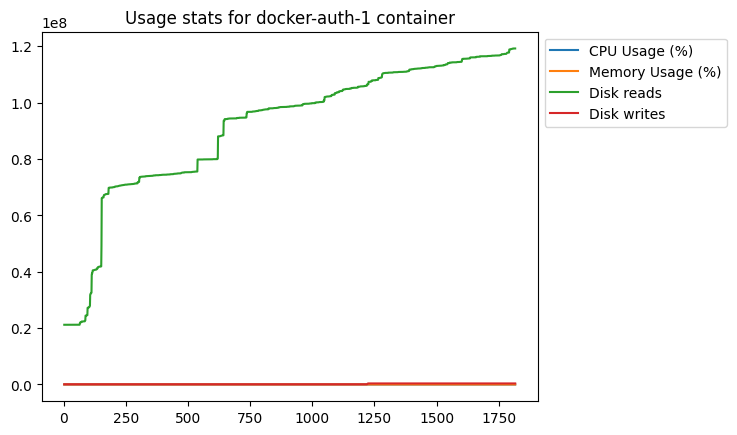 Usage stats for docker-auth-1 container
1e8
1.2
1.0
0.8
0.6
0.4
0.2
0.0
0 250 500 750 1000 1250 1500 1750
CPU Usage (%)
Memory Usage (%)
Disk reads
Disk writes